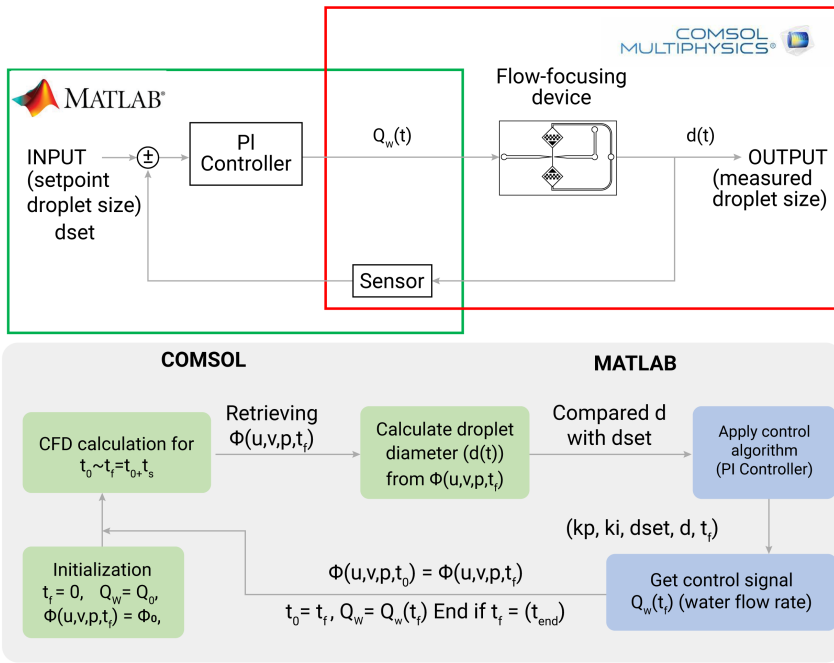 COMSOL
MULTIPHYSICS®
MATLAB®
Flow-focusing
device
INPUT
(setpoint
droplet size)
dset
±
PI
Controller
Qw(t)
d(t)
OUTPUT
(measured
droplet size)
Sensor
COMSOL
MATLAB
CFD calculation for
t0~tf=t0+ts
Retrieving
Φ(u,v,p,tf)
Calculate droplet
diameter (d(t))
from Φ(u,v,p,tf)
Compared d
with dset
Apply control
algorithm
(PI Controller)
(kp, ki, dset, d, tf)
Initialization
tf = 0, QW = Q0,
Φ(u,v,p,tf) = Φ0,
Φ(u,v,p,t0) = Φ(u,v,p,tf)
t0 = tf , QW = Qw(tf) End if tf = (tend)
Get control signal
Qw(tf) (water flow rate)